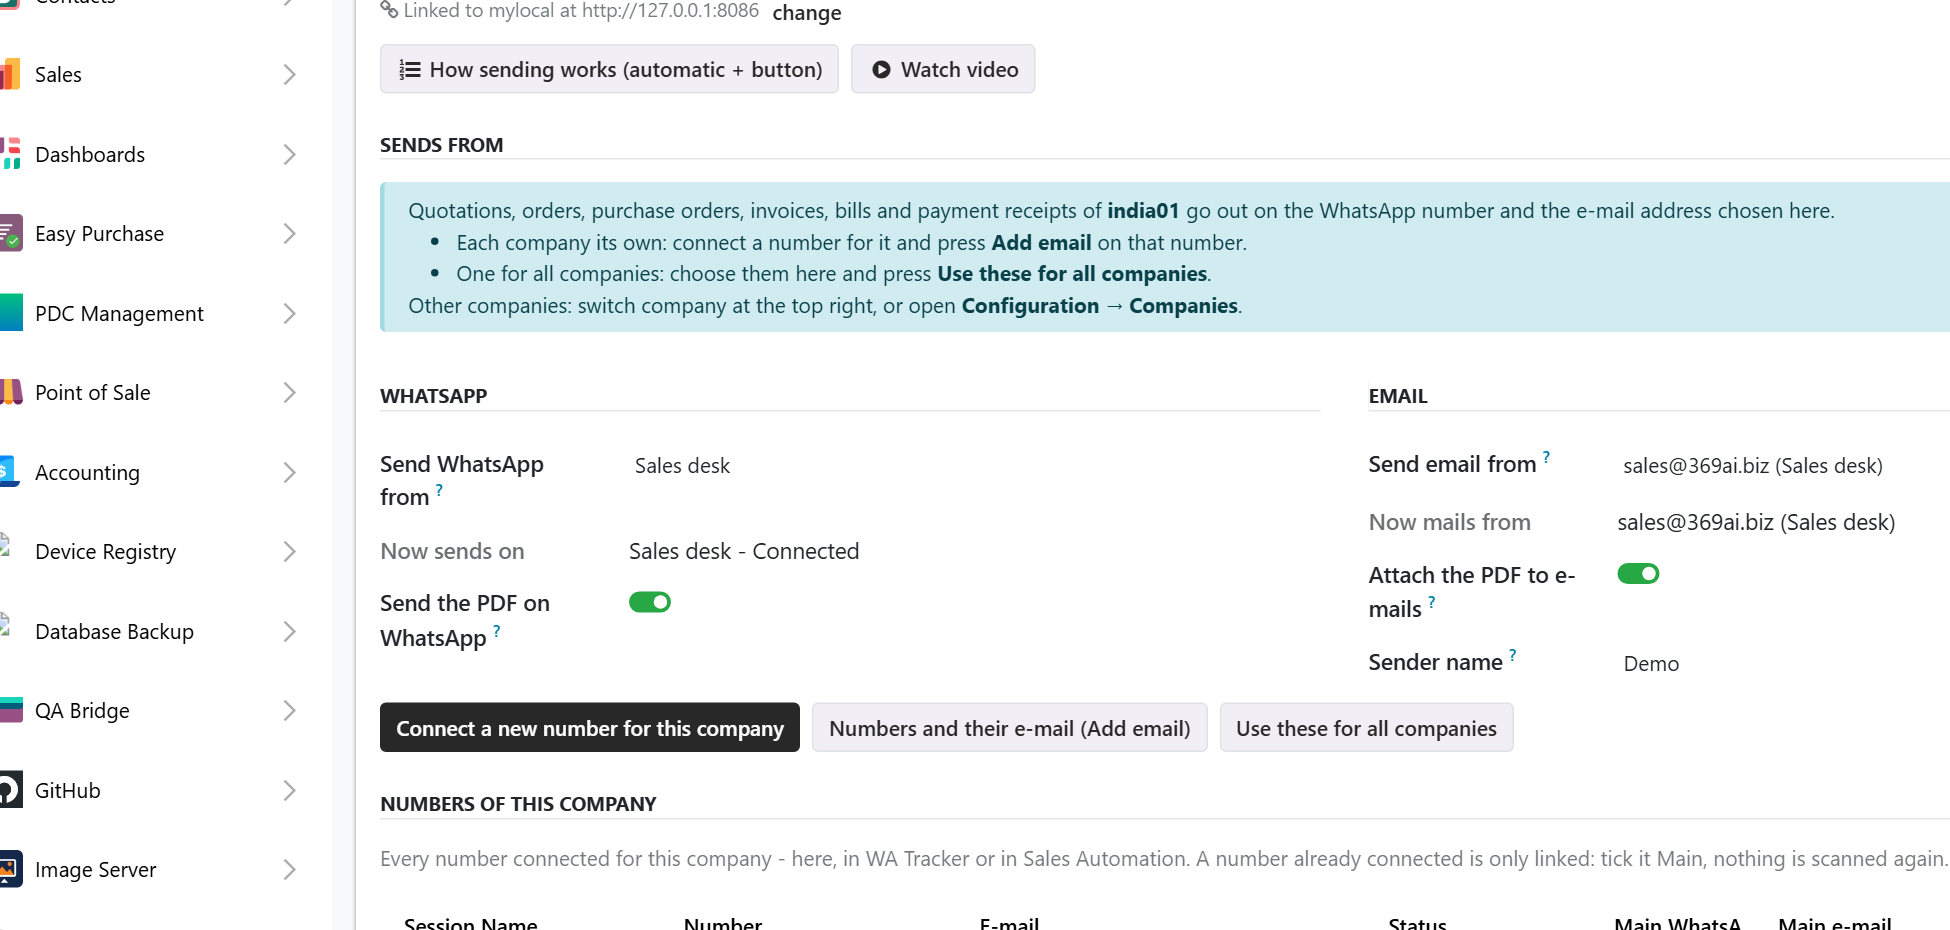 Contacts
Linked to mylocal at http://127.0.0.1:8086 change
How sending works (automatic + button)
Watch video
Sales
Dashboards
Easy Purchase
PDC Management
Point of Sale
Accounting
Device Registry
Database Backup
QA Bridge
GitHub
Image Server
SENDS FROM
Quotations, orders, purchase orders, invoices, bills and payment receipts of india01 go out on the WhatsApp number and the e-mail address chosen here.
• Each company its own: connect a number for it and press Add email on that number.
• One for all companies: choose them here and press Use these for all companies.
Other companies: switch company at the top right, or open Configuration → Companies.
WHATSAPP
Send WhatsApp
from ?
Sales desk
Now sends on
Sales desk - Connected
Send the PDF on
WhatsApp ?
EMAIL
Send email from ?
sales@369ai.biz (Sales desk)
Now mails from
sales@369ai.biz (Sales desk)
Attach the PDF to e-
mails ?
Sender name ?
Demo
Connect a new number for this company
Numbers and their e-mail (Add email)
Use these for all companies
NUMBERS OF THIS COMPANY
Every number connected for this company - here, in WA Tracker or in Sales Automation. A number already connected is only linked: tick it Main, nothing is scanned again.
Session Name
Number
E-mail
Status
Main WhatsA
Main e-mail